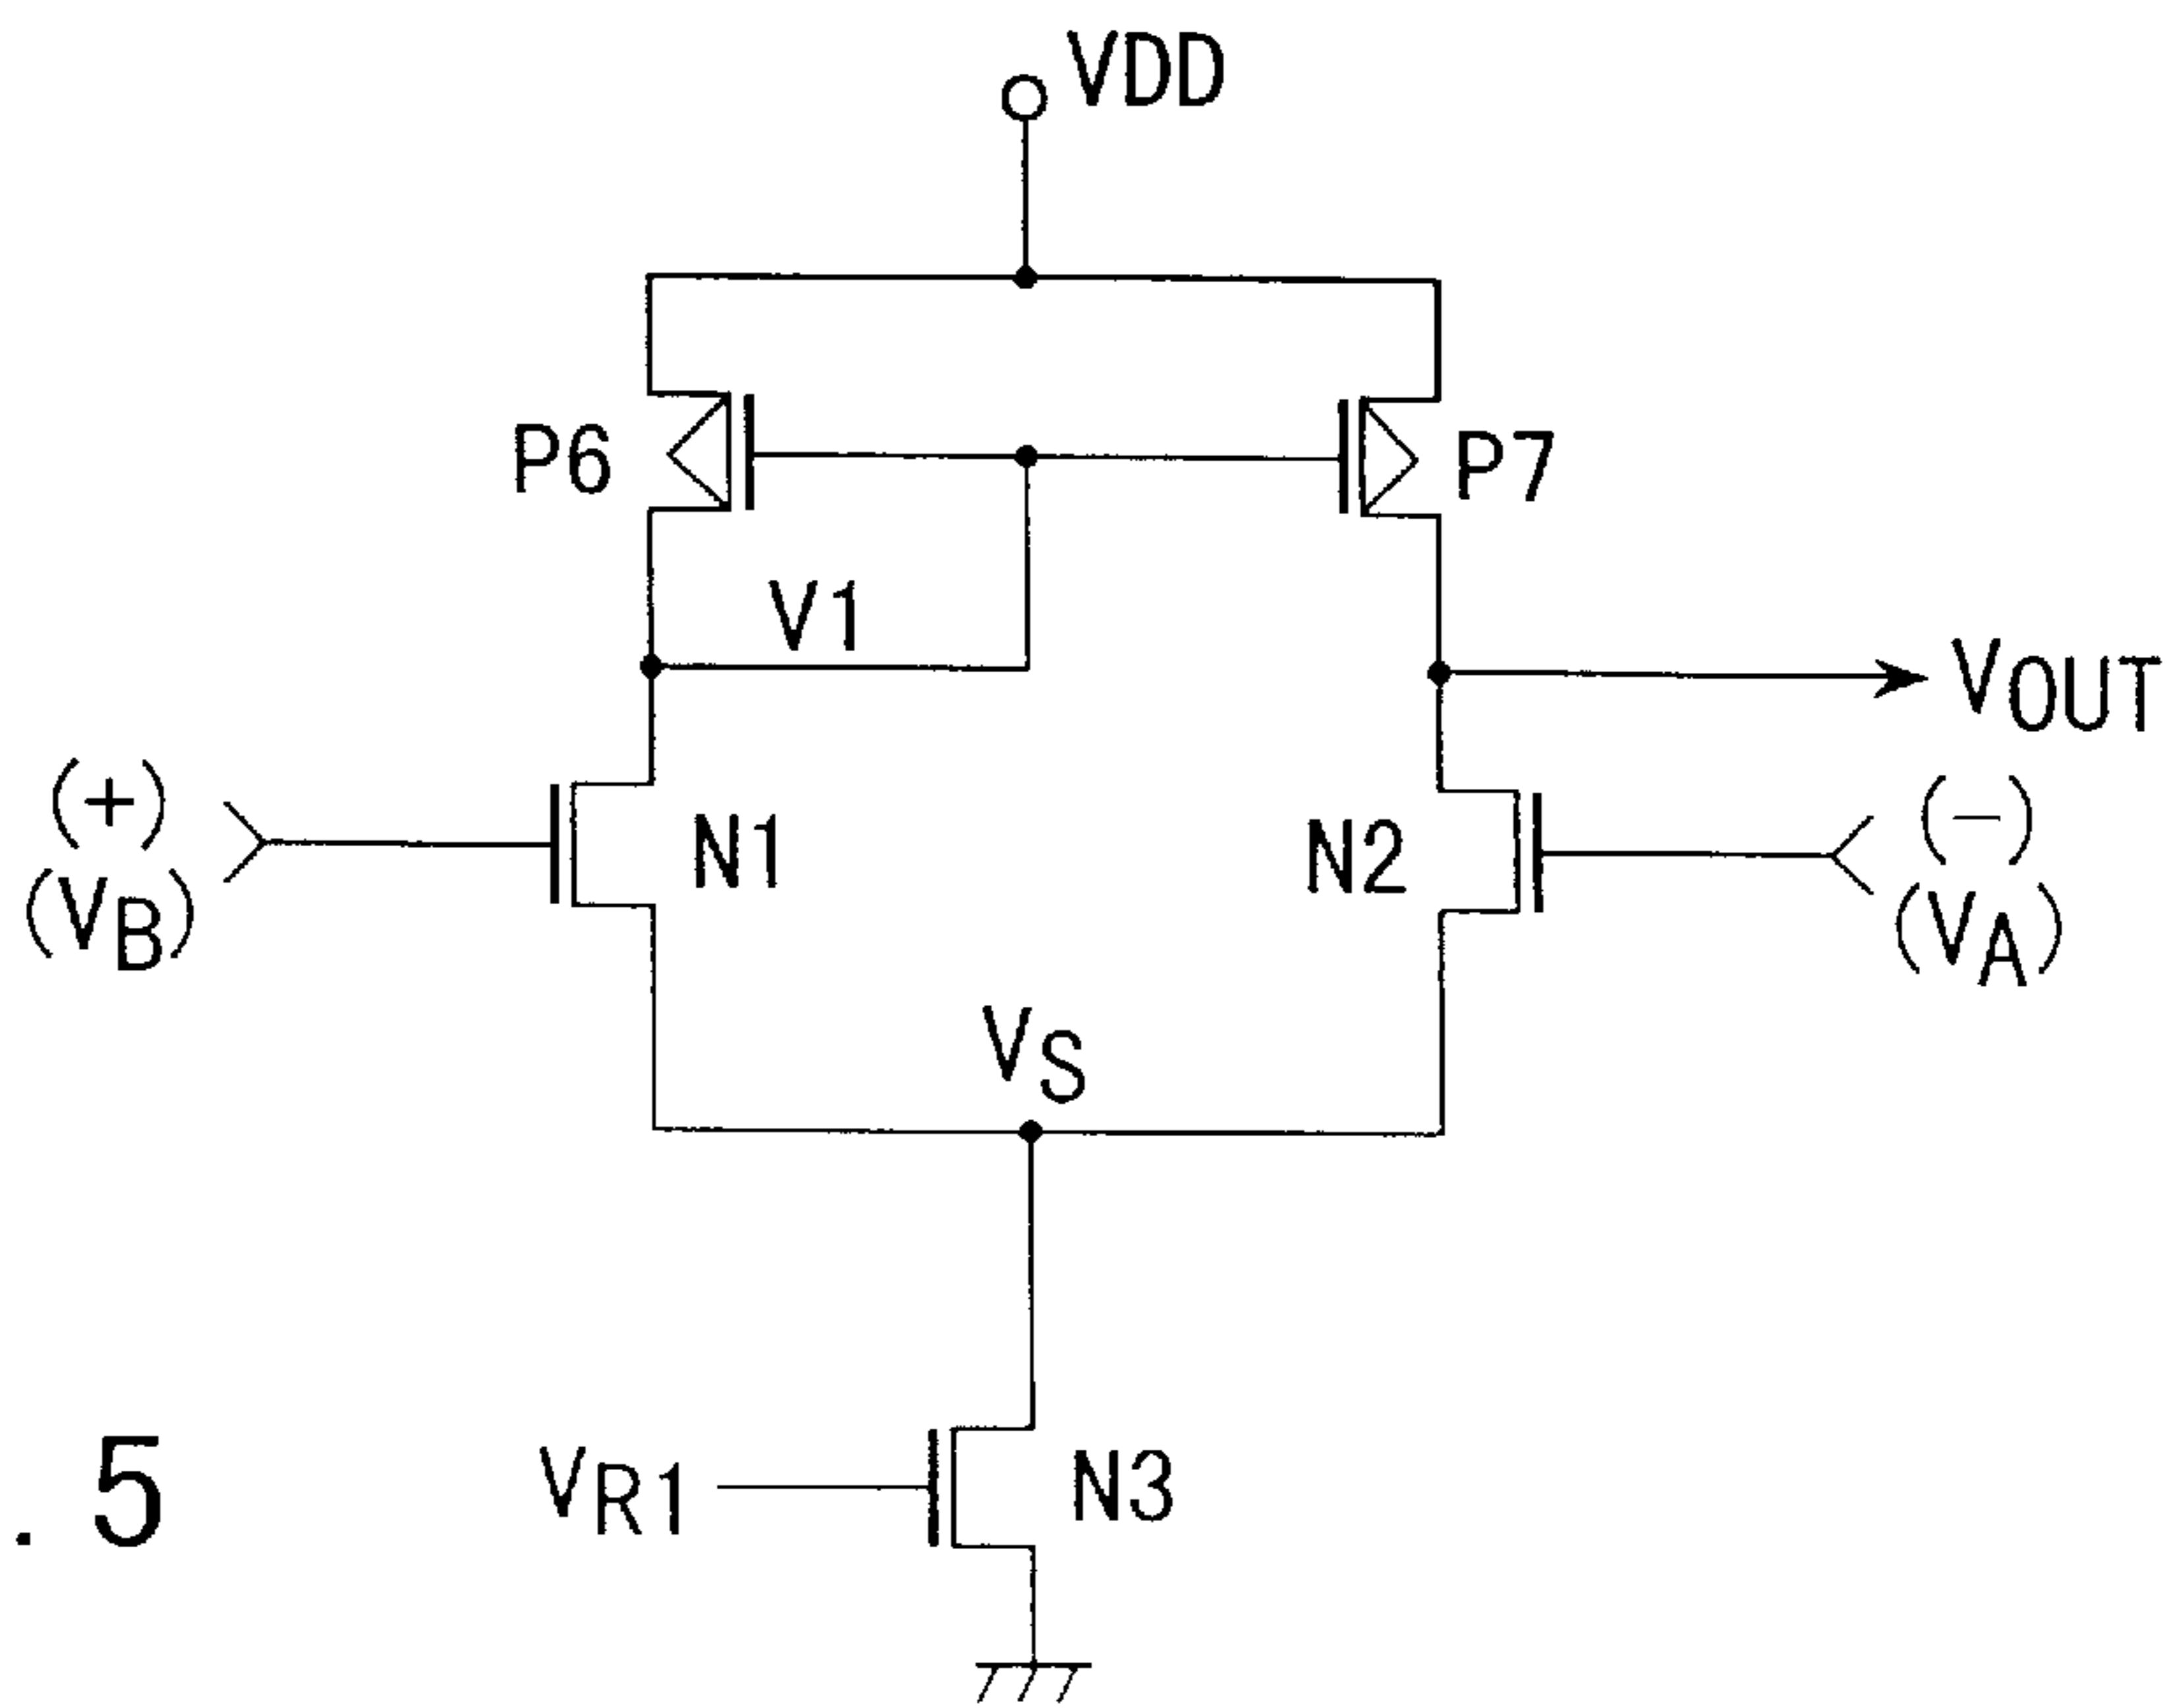 VDD
P6
P7
V1
VOUT
(+)
(VB)
N1
N2
(-)
(VA)
VS
VR1
N3
. 5